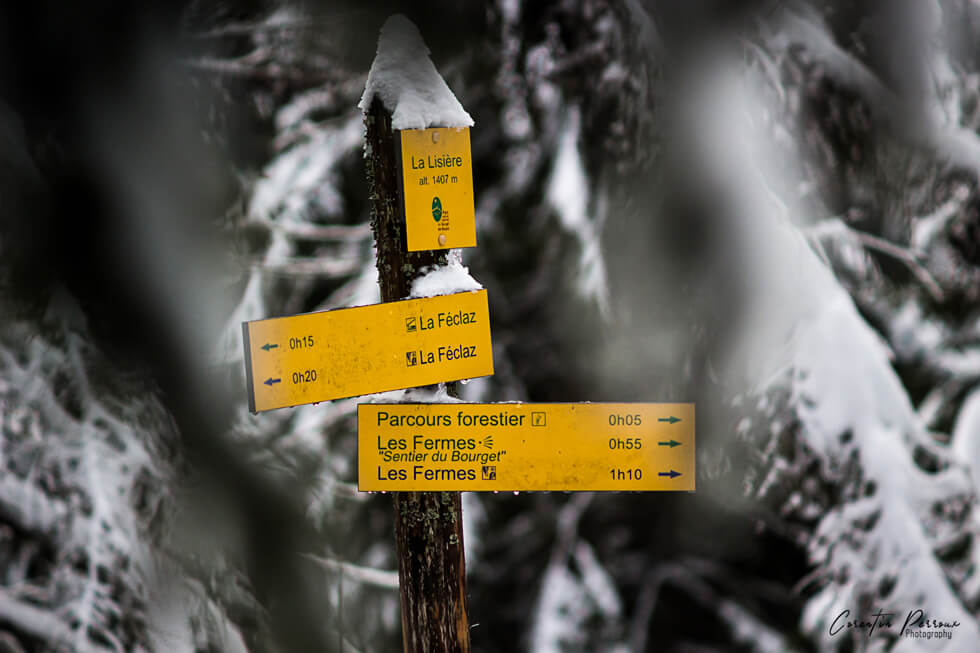 La Lisière
alt. 1407 m
0h15 La Féclaz
0h20 La Féclaz
Parcours forestier 0h05
Les Fermes 0h55
"Sentier du Bourget"
Les Fermes 1h10
Corentin Perroux
Photography